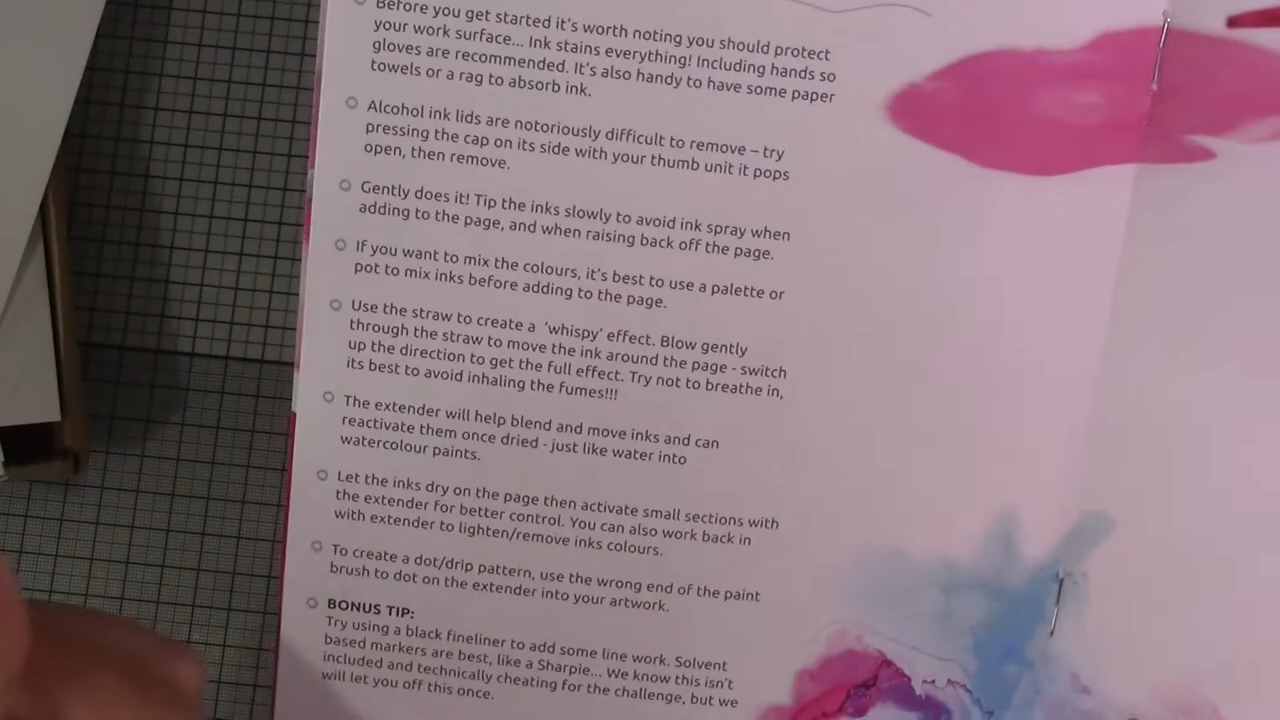 Before you get started it's worth noting you should protect
your work surface... Ink stains everything! Including hands so
gloves are recommended. It's also handy to have some paper
towels or a rag to absorb ink.
Alcohol ink lids are notoriously difficult to remove – try
pressing the cap on its side with your thumb unit it pops
open, then remove.
Gently does it! Tip the inks slowly to avoid ink spray when
adding to the page, and when raising back off the page.
If you want to mix the colours, it's best to use a palette or
pot to mix inks before adding to the page.
Use the straw to create a 'whispy' effect. Blow gently
through the straw to move the ink around the page - switch
up the direction to get the full effect. Try not to breathe in,
its best to avoid inhaling the fumes!!!
The extender will help blend and move inks and can
reactivate them once dried - just like water into
watercolour paints.
Let the inks dry on the page then activate small sections with
the extender for better control. You can also work back in
with extender to lighten/remove inks colours.
To create a dot/drip pattern, use the wrong end of the paint
brush to dot on the extender into your artwork.
BONUS TIP:
Try using a black fineliner to add some line work. Solvent
based markers are best, like a Sharpie... We know this isn't
included and technically cheating for the challenge, but we
will let you off this once.